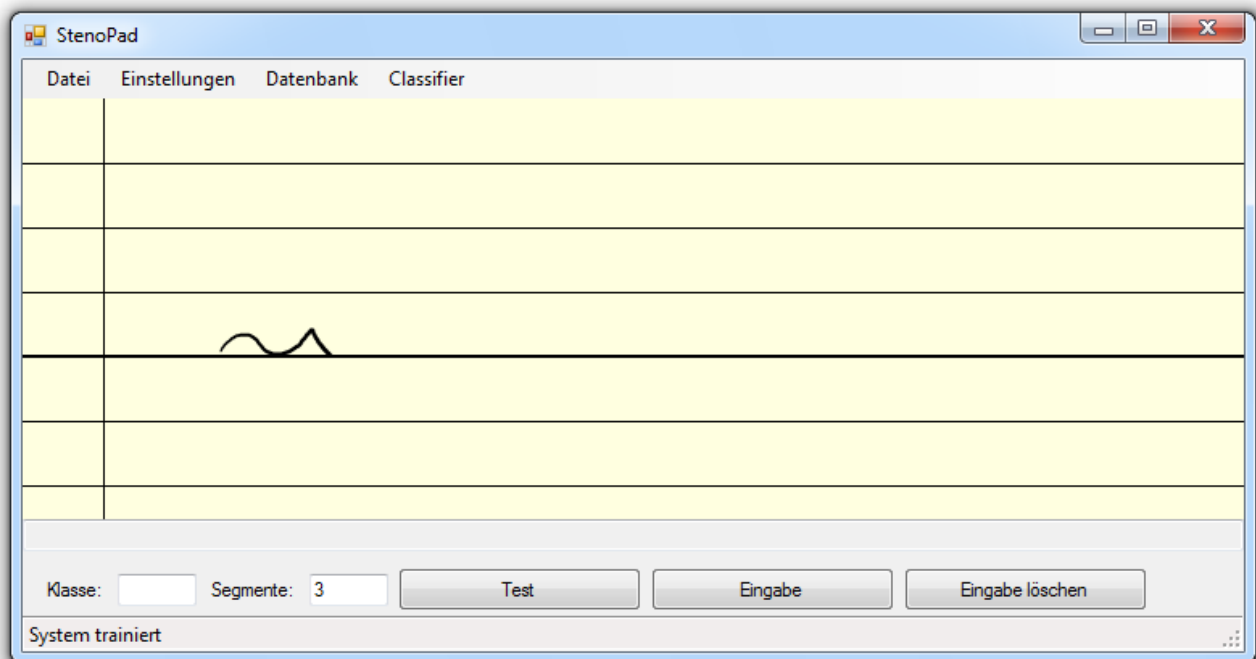 StenoPad
Datei Einstellungen Datenbank Classifier
Klasse: Segmente: 3 Test Eingabe Eingabe löschen
System trainiert